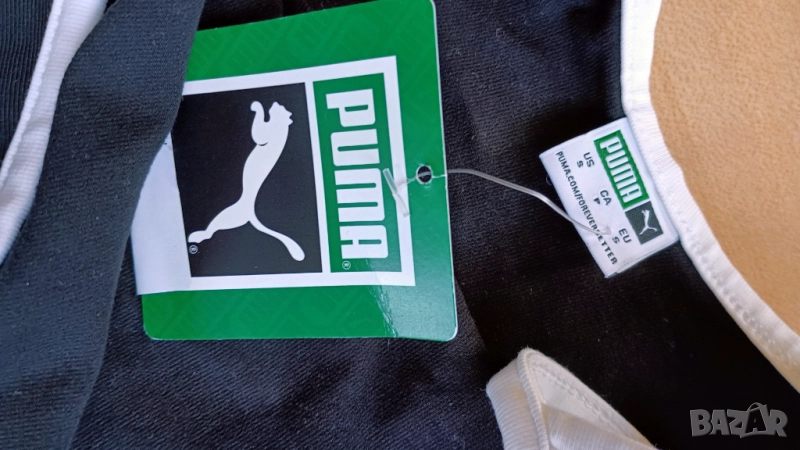 PUMA
®
®
PUMA
US CA EU
S P S
PUMA.COM/FOREVERBETTER
BAZAR